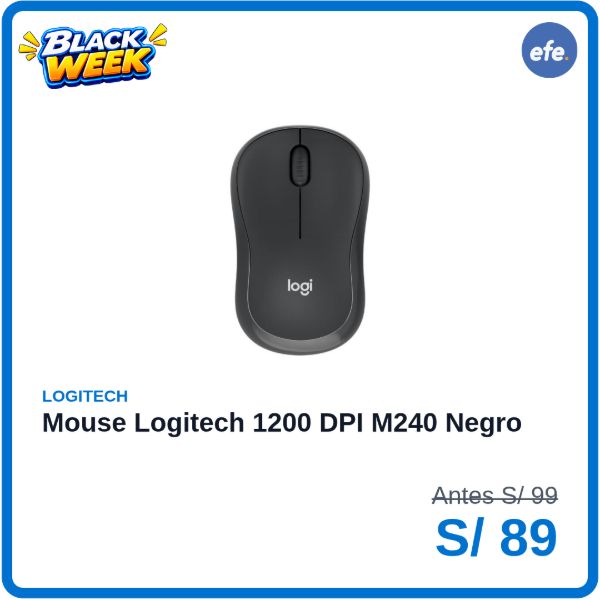 BLACK
WEEK
efe.
logi
LOGITECH
Mouse Logitech 1200 DPI M240 Negro
Antes S/ 99
S/ 89